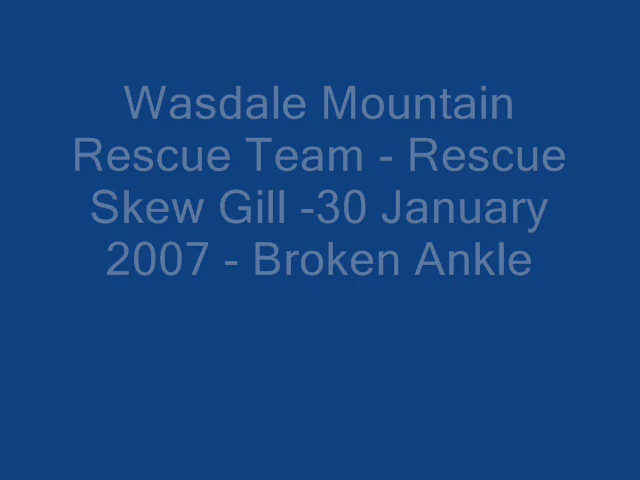 Wasdale Mountain
Rescue Team - Rescue
Skew Gill -30 January
2007 - Broken Ankle